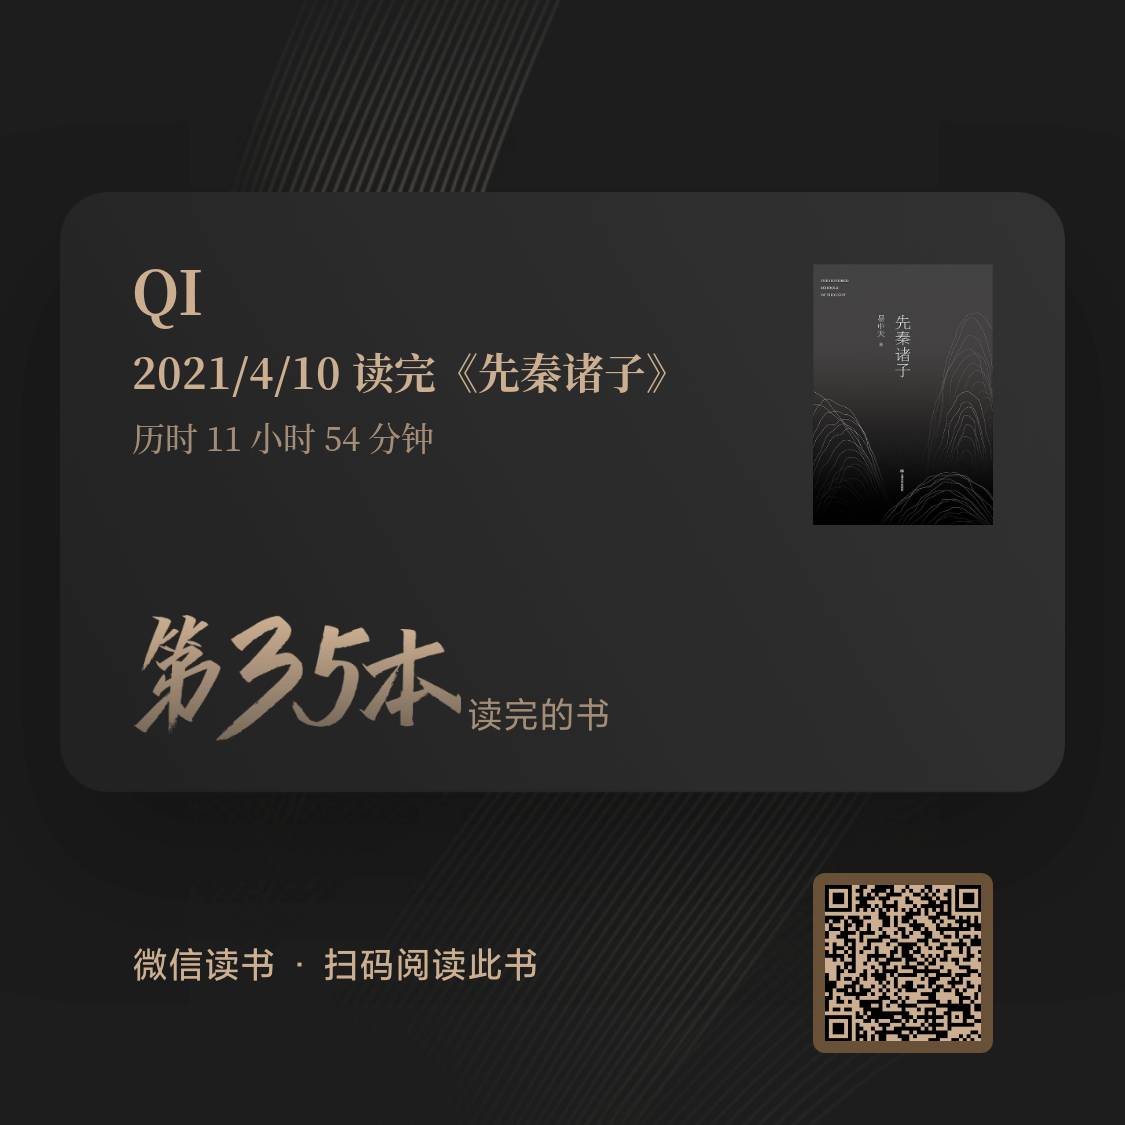 QI
2021/4/10 读完《先秦诸子》
历时 11 小时 54 分钟
先秦诸子
易中天 著
第35本读完的书
微信读书 · 扫码阅读此书